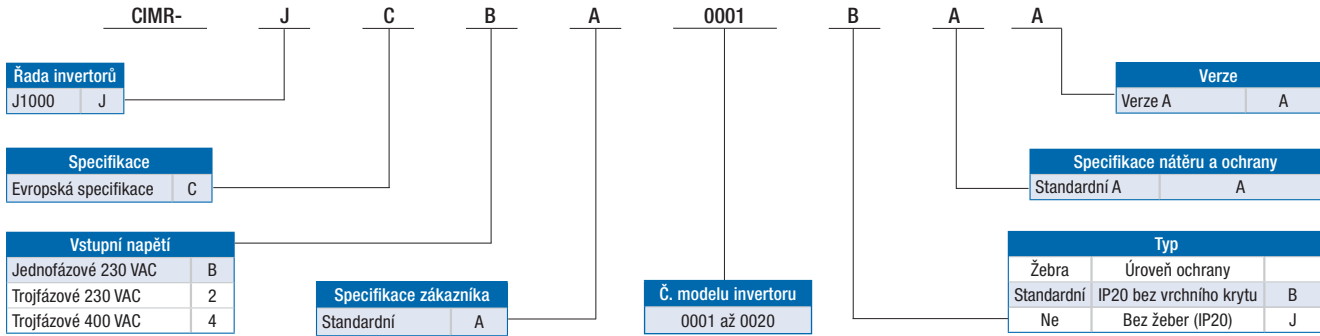 CIMR- J C B A 0001 B A A
Řada invertorů
J1000 J
Specifikace
Evropská specifikace C
Vstupní napětí
Jednofázové 230 VAC B
Trojfázové 230 VAC 2
Trojfázové 400 VAC 4
Specifikace zákazníka
Standardní A
Č. modelu invertoru
0001 až 0020
Verze
Verze A A
Specifikace nátěru a ochrany
Standardní A A
Typ
Žebra Úroveň ochrany
Standardní IP20 bez vrchního krytu B
Ne Bez žeber (IP20) J